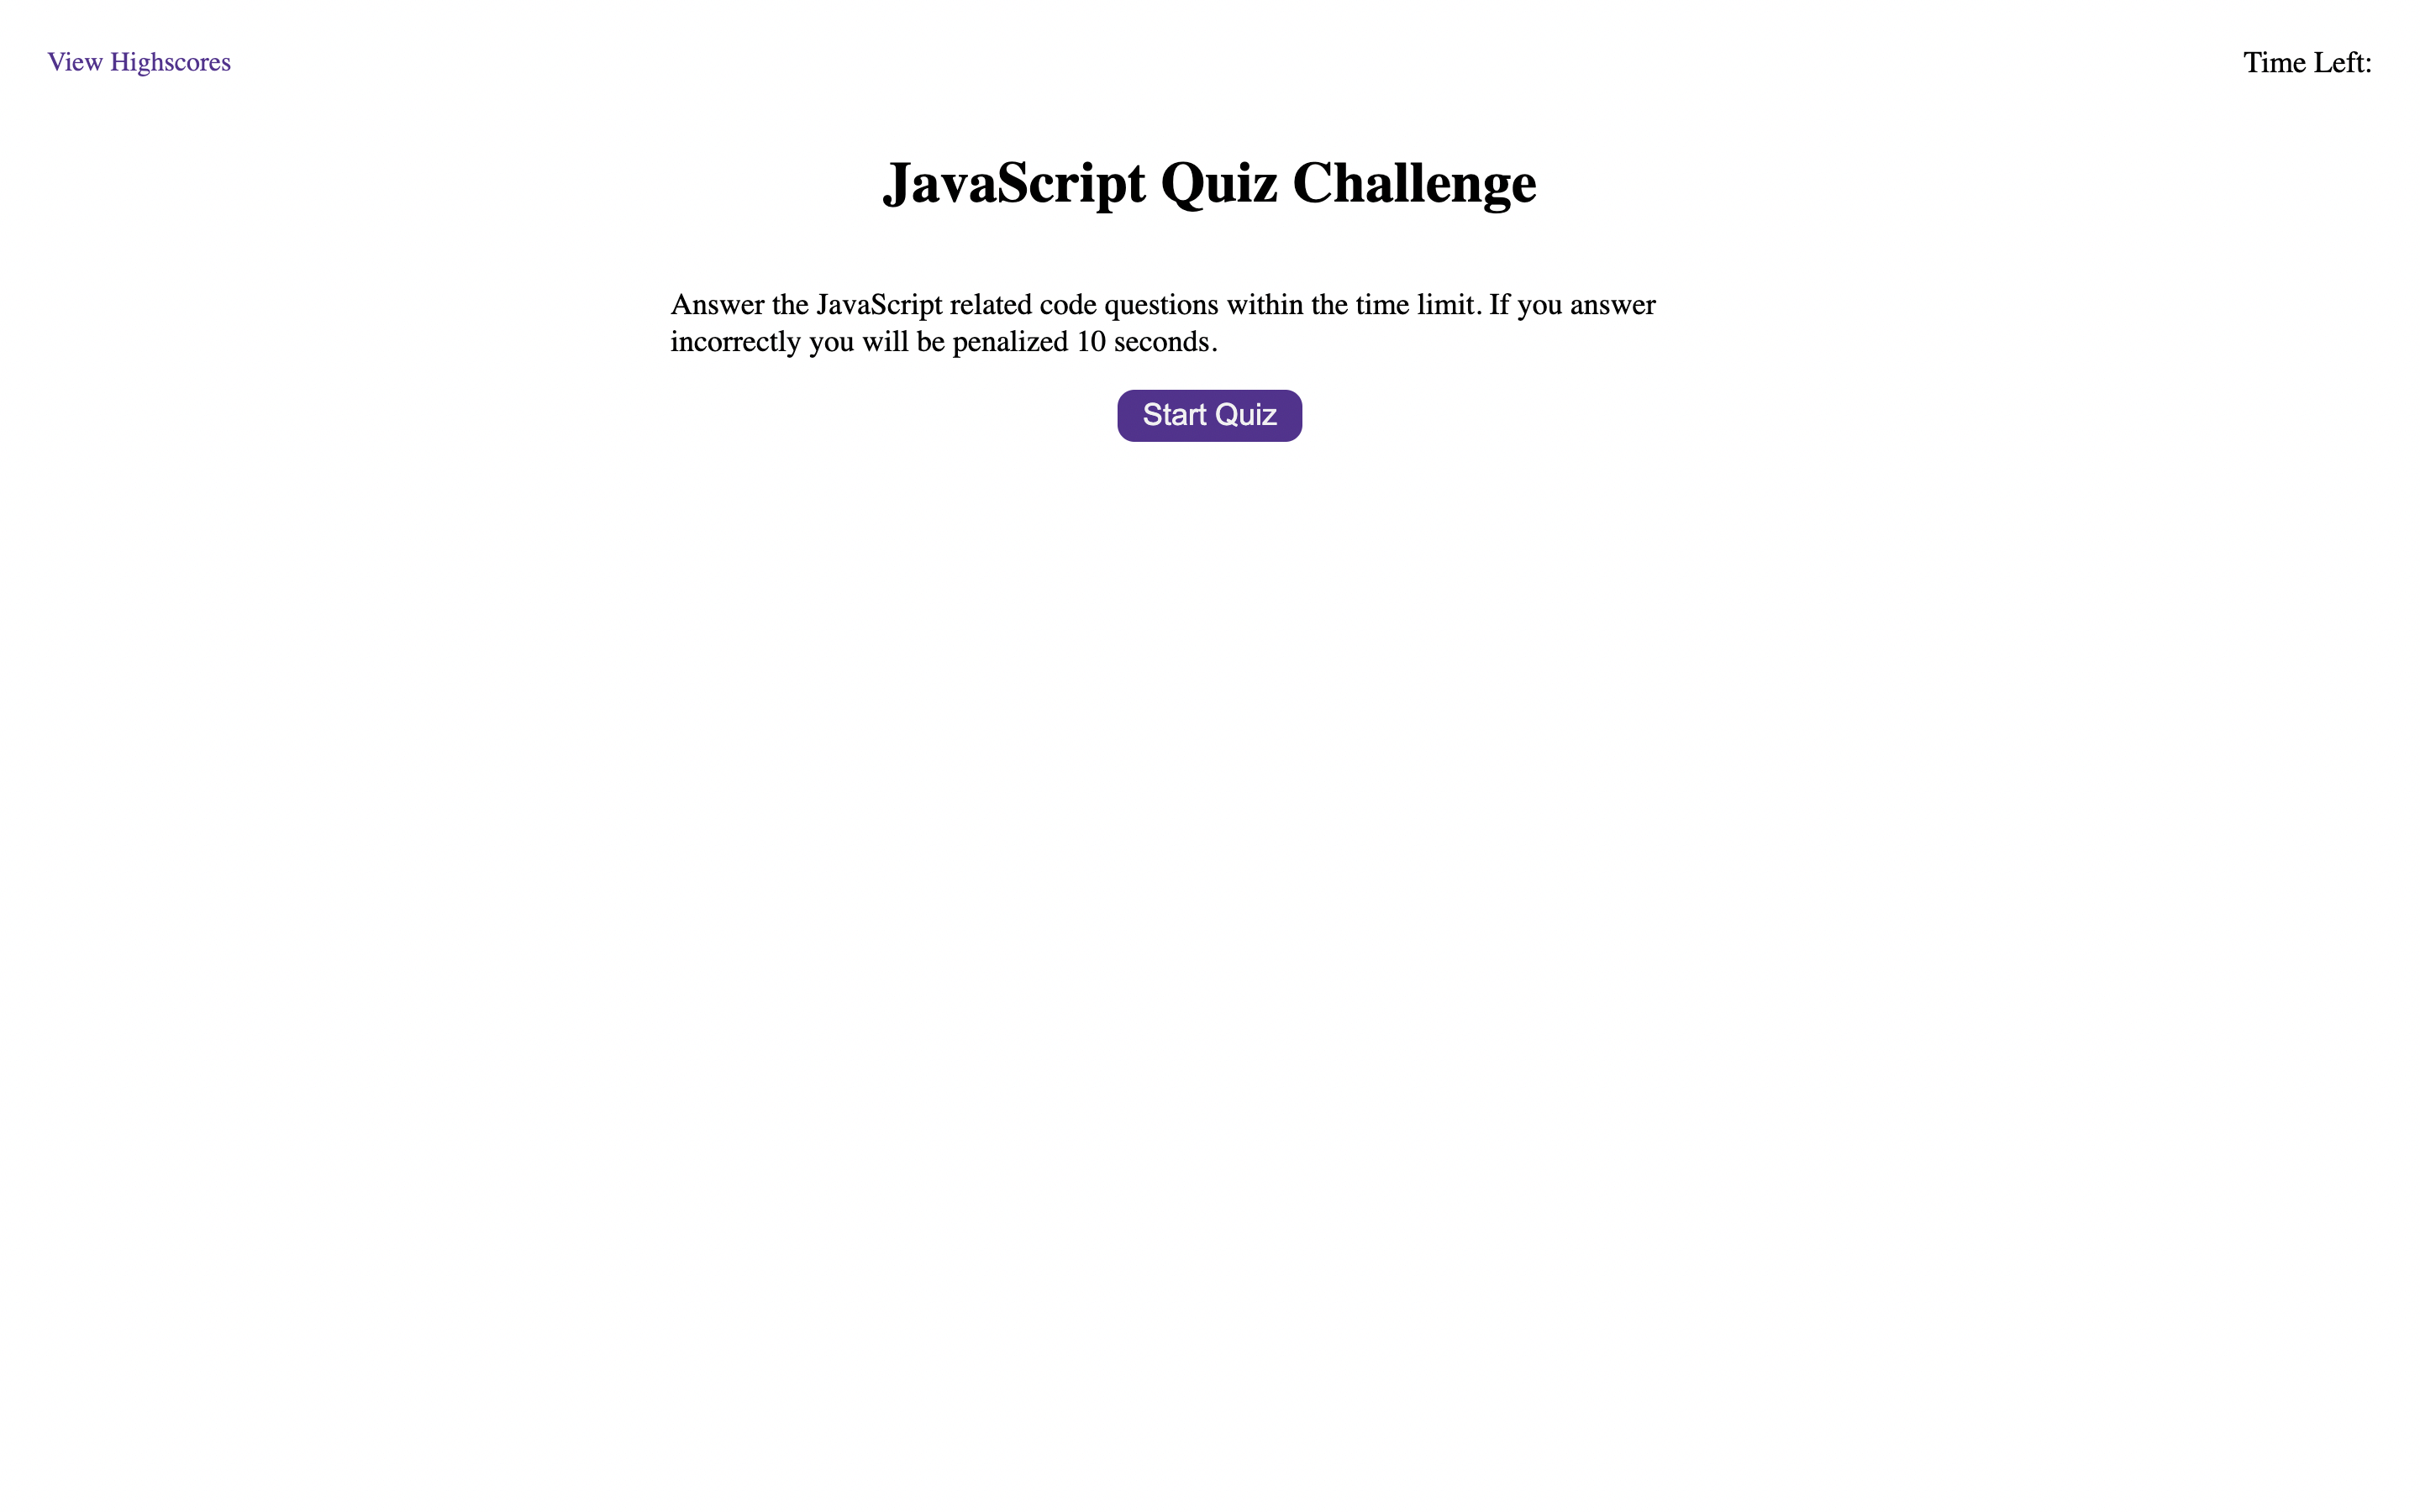 View Highscores
Time Left:
JavaScript Quiz Challenge
Answer the JavaScript related code questions within the time limit. If you answer
incorrectly you will be penalized 10 seconds.
Start Quiz